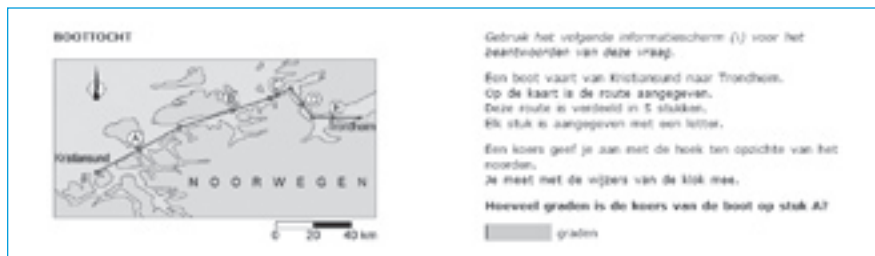 BOOTTOCHT
Gebruik het volgende informatiescherm (i) voor het
beantwoorden van deze vraag.
Een boot vaart van Kristiansund naar Trondheim.
Op de kaart is de route aangegeven.
Deze route is verdeeld in 5 stukken.
Elk stuk is aangegeven met een letter.
Een koers geef je aan met de hoek ten opzichte van het
noorden.
Je meet met de wijzers van de klok mee.
Hoeveel graden is de koers van de boot op stuk A?
graden
A
Trondheim
Kristiansund
NOORWEGEN
0 20 40 km